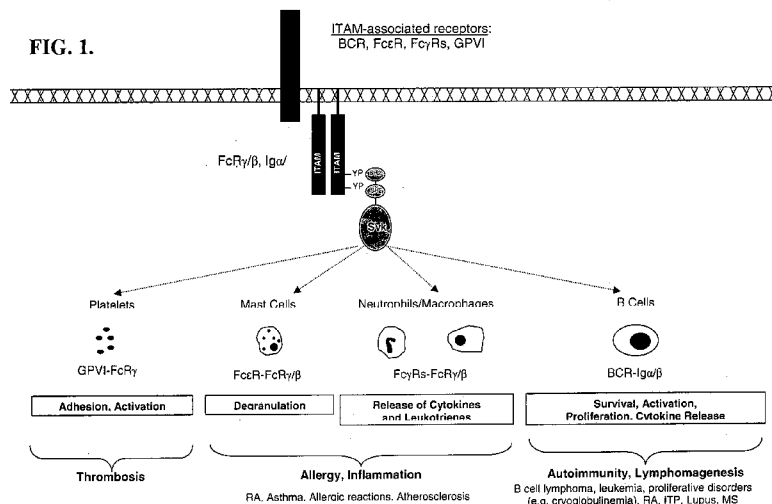 FIG. 1.
ITAM-associated receptors:
BCR, FcεR, FcγRs, GPVI
FcRγ/β, Igα/
ITAM
ITAM
YP
YP
Syk
Platelets
Mast Cells
Neutrophils/Macrophages
B Cells
GPVI-FcRγ
FcεR-FcRγ/β
FcγRs-FcRγ/β
BCR-Igα/β
Adhesion, Activation
Degranulation
Release of Cytokines
and Leukotrienes
Survival, Activation,
Proliferation, Cytokine Release
Thrombosis
Allergy, Inflammation
RA, Asthma, Allergic reactions, Atherosclerosis
Autoimmunity, Lymphomagenesis
B cell lymphoma, leukemia, proliferative disorders
(e.g. cryoglobulinemia), RA, ITP, Lupus, MS